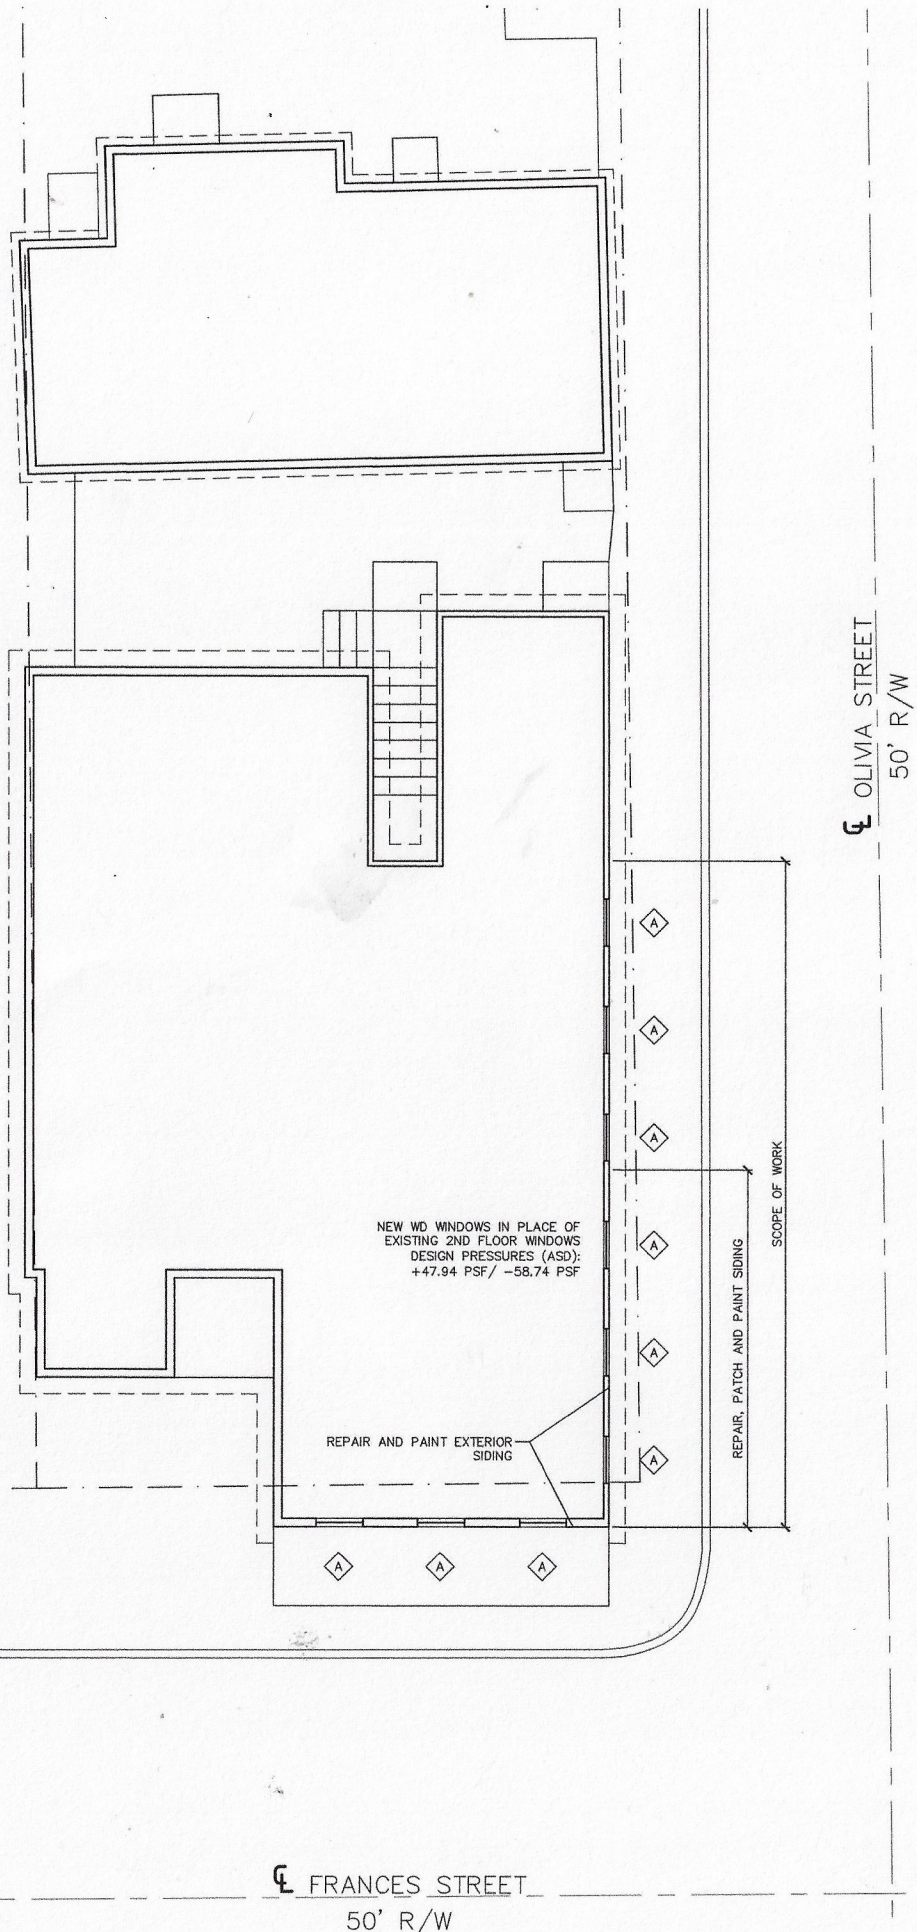 ℄ OLIVIA STREET
50' R/W
A
A
A
A
A
A
SCOPE OF WORK
REPAIR, PATCH AND PAINT SIDING
NEW WD WINDOWS IN PLACE OF
EXISTING 2ND FLOOR WINDOWS
DESIGN PRESSURES (ASD):
+47.94 PSF/ -58.74 PSF
REPAIR AND PAINT EXTERIOR
SIDING
A
A
A
℄ FRANCES STREET
50' R/W